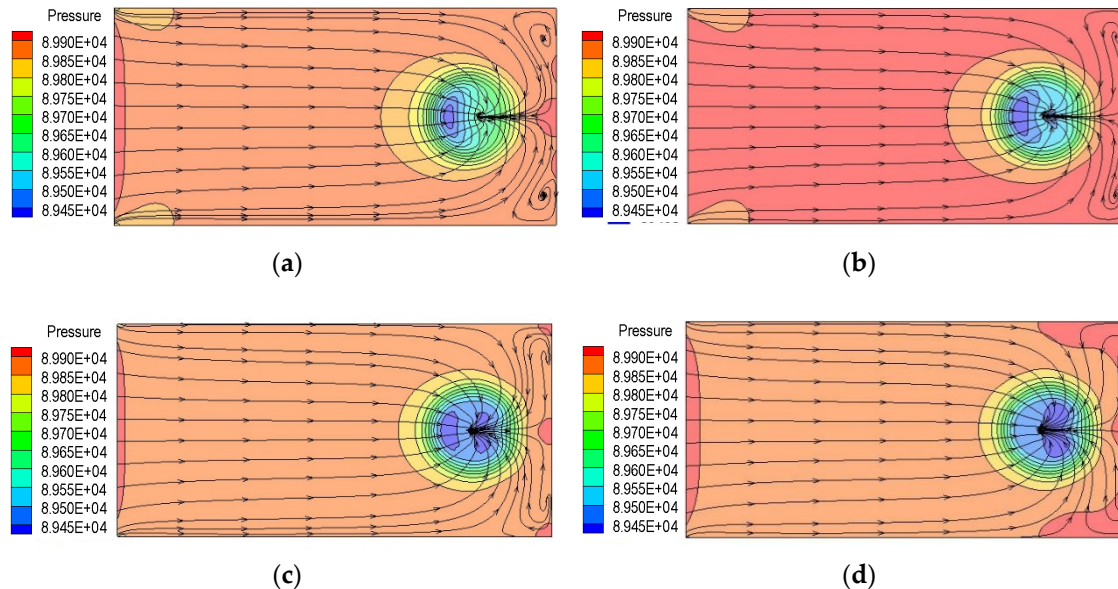 Pressure
8.990E+04
8.985E+04
8.980E+04
8.975E+04
8.970E+04
8.965E+04
8.960E+04
8.955E+04
8.950E+04
8.945E+04
(a)
Pressure
8.990E+04
8.985E+04
8.980E+04
8.975E+04
8.970E+04
8.965E+04
8.960E+04
8.955E+04
8.950E+04
8.945E+04
(b)
Pressure
8.990E+04
8.985E+04
8.980E+04
8.975E+04
8.970E+04
8.965E+04
8.960E+04
8.955E+04
8.950E+04
8.945E+04
(c)
Pressure
8.990E+04
8.985E+04
8.980E+04
8.975E+04
8.970E+04
8.965E+04
8.960E+04
8.955E+04
8.950E+04
8.945E+04
(d)